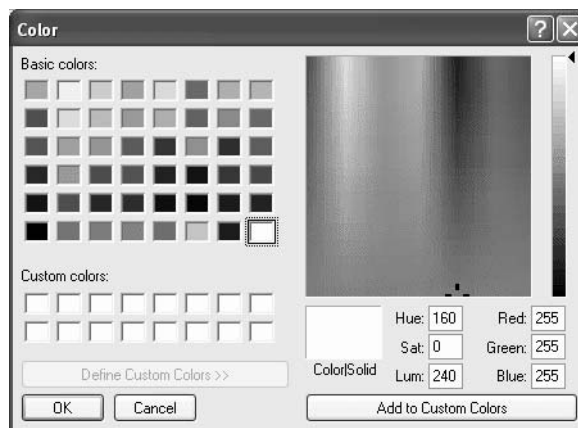 Color
Basic colors:
Custom colors:
Define Custom Colors >>
OK
Cancel
Color|Solid
Hue: 160
Sat: 0
Lum: 240
Red: 255
Green: 255
Blue: 255
Add to Custom Colors